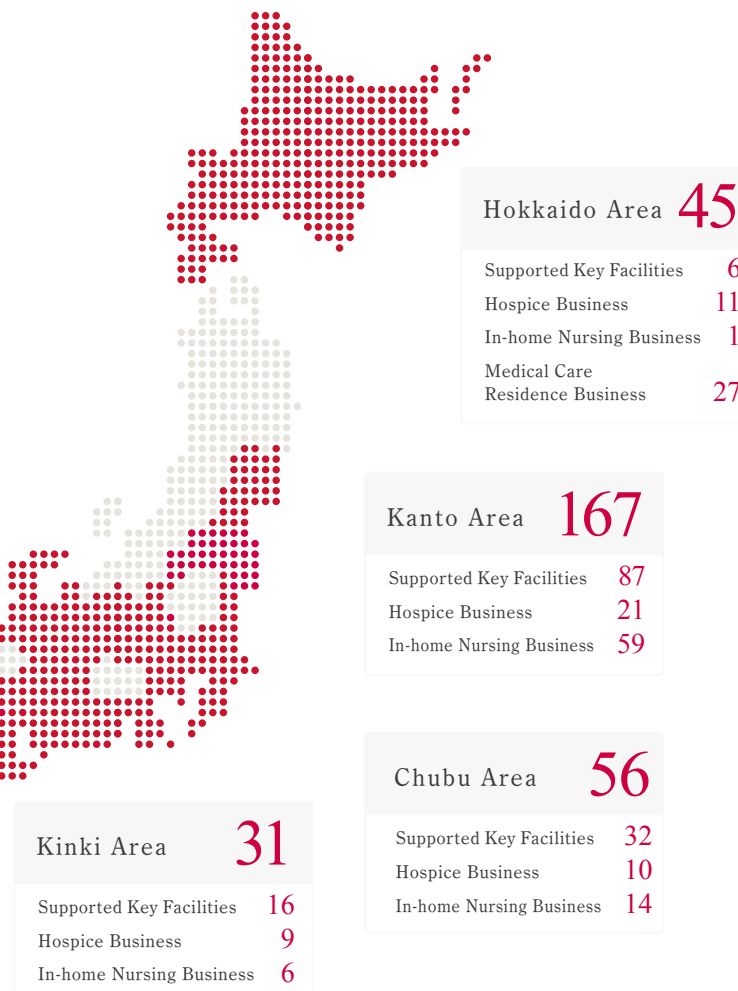 Hokkaido Area 45
Supported Key Facilities 6
Hospice Business 11
In-home Nursing Business 1
Medical Care
Residence Business 27
Kanto Area 167
Supported Key Facilities 87
Hospice Business 21
In-home Nursing Business 59
Chubu Area 56
Supported Key Facilities 32
Hospice Business 10
In-home Nursing Business 14
Kinki Area 31
Supported Key Facilities 16
Hospice Business 9
In-home Nursing Business 6